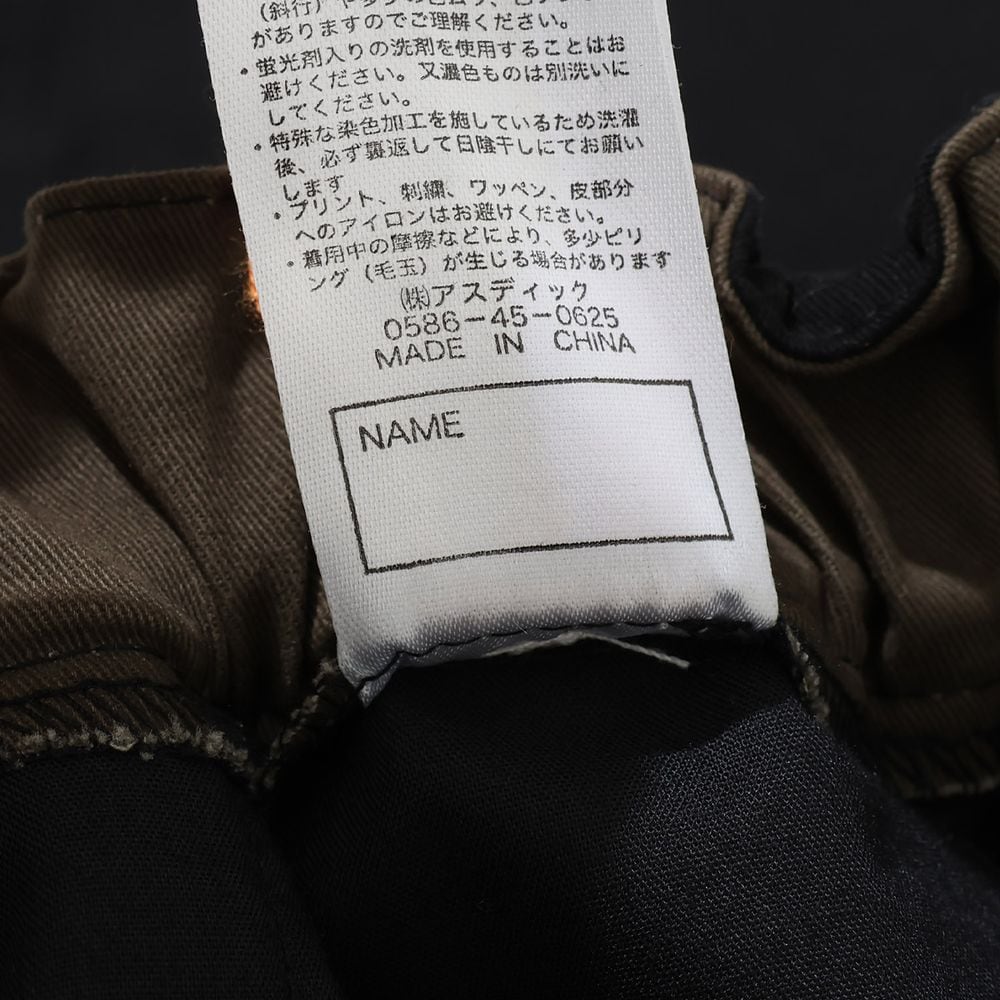 (斜行)や多少の
がありますのでご理解ください。
・蛍光剤入りの洗剤を使用することはお
避けください。又濃色ものは別洗いに
してください。
・特殊な染色加工を施しているため洗濯
後、必ず裏返して日陰干しにてお願い
します
・プリント、刺繍、ワッペン、皮部分
へのアイロンはお避けください。
・着用中の摩擦などにより、多少ピリ
ング(毛玉)が生じる場合があります
㈱アスディック
0586-45-0625
MADE IN CHINA
NAME